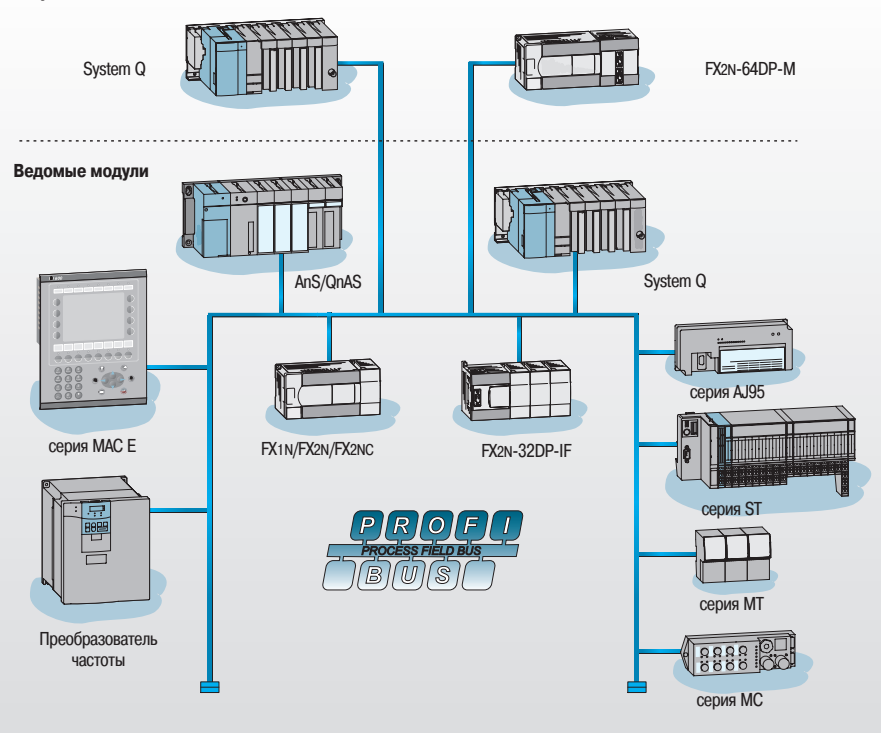 System Q
FX2N-64DP-M
Ведомые модули
AnS/QnAS
System Q
серия MAC E
FX1N/FX2N/FX2NC
FX2N-32DP-IF
серия AJ95
серия ST
PROFI
PROCESS FIELD BUS
BUS
серия MT
Преобразователь
частоты
серия MC